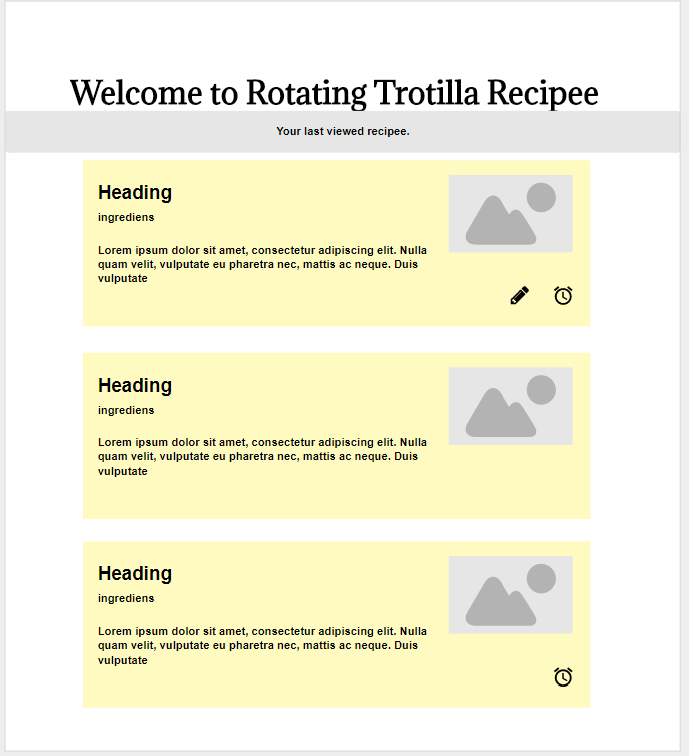 Welcome to Rotating Trotilla Recipee
Your last viewed recipee.
Heading
ingrediens
Lorem ipsum dolor sit amet, consectetur adipiscing elit. Nulla
quam velit, vulputate eu pharetra nec, mattis ac neque. Duis
vulputate
Heading
ingrediens
Lorem ipsum dolor sit amet, consectetur adipiscing elit. Nulla
quam velit, vulputate eu pharetra nec, mattis ac neque. Duis
vulputate
Heading
ingrediens
Lorem ipsum dolor sit amet, consectetur adipiscing elit. Nulla
quam velit, vulputate eu pharetra nec, mattis ac neque. Duis
vulputate